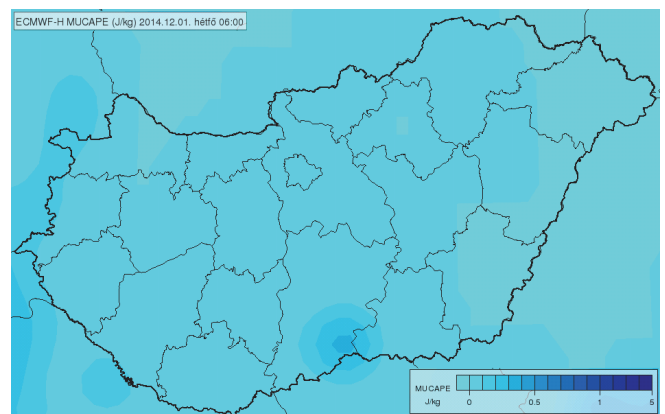 ECMWF-H MUCAPE (J/kg) 2014.12.01. hétfő 06:00
MUCAPE
J/kg
0 0.5 1 5